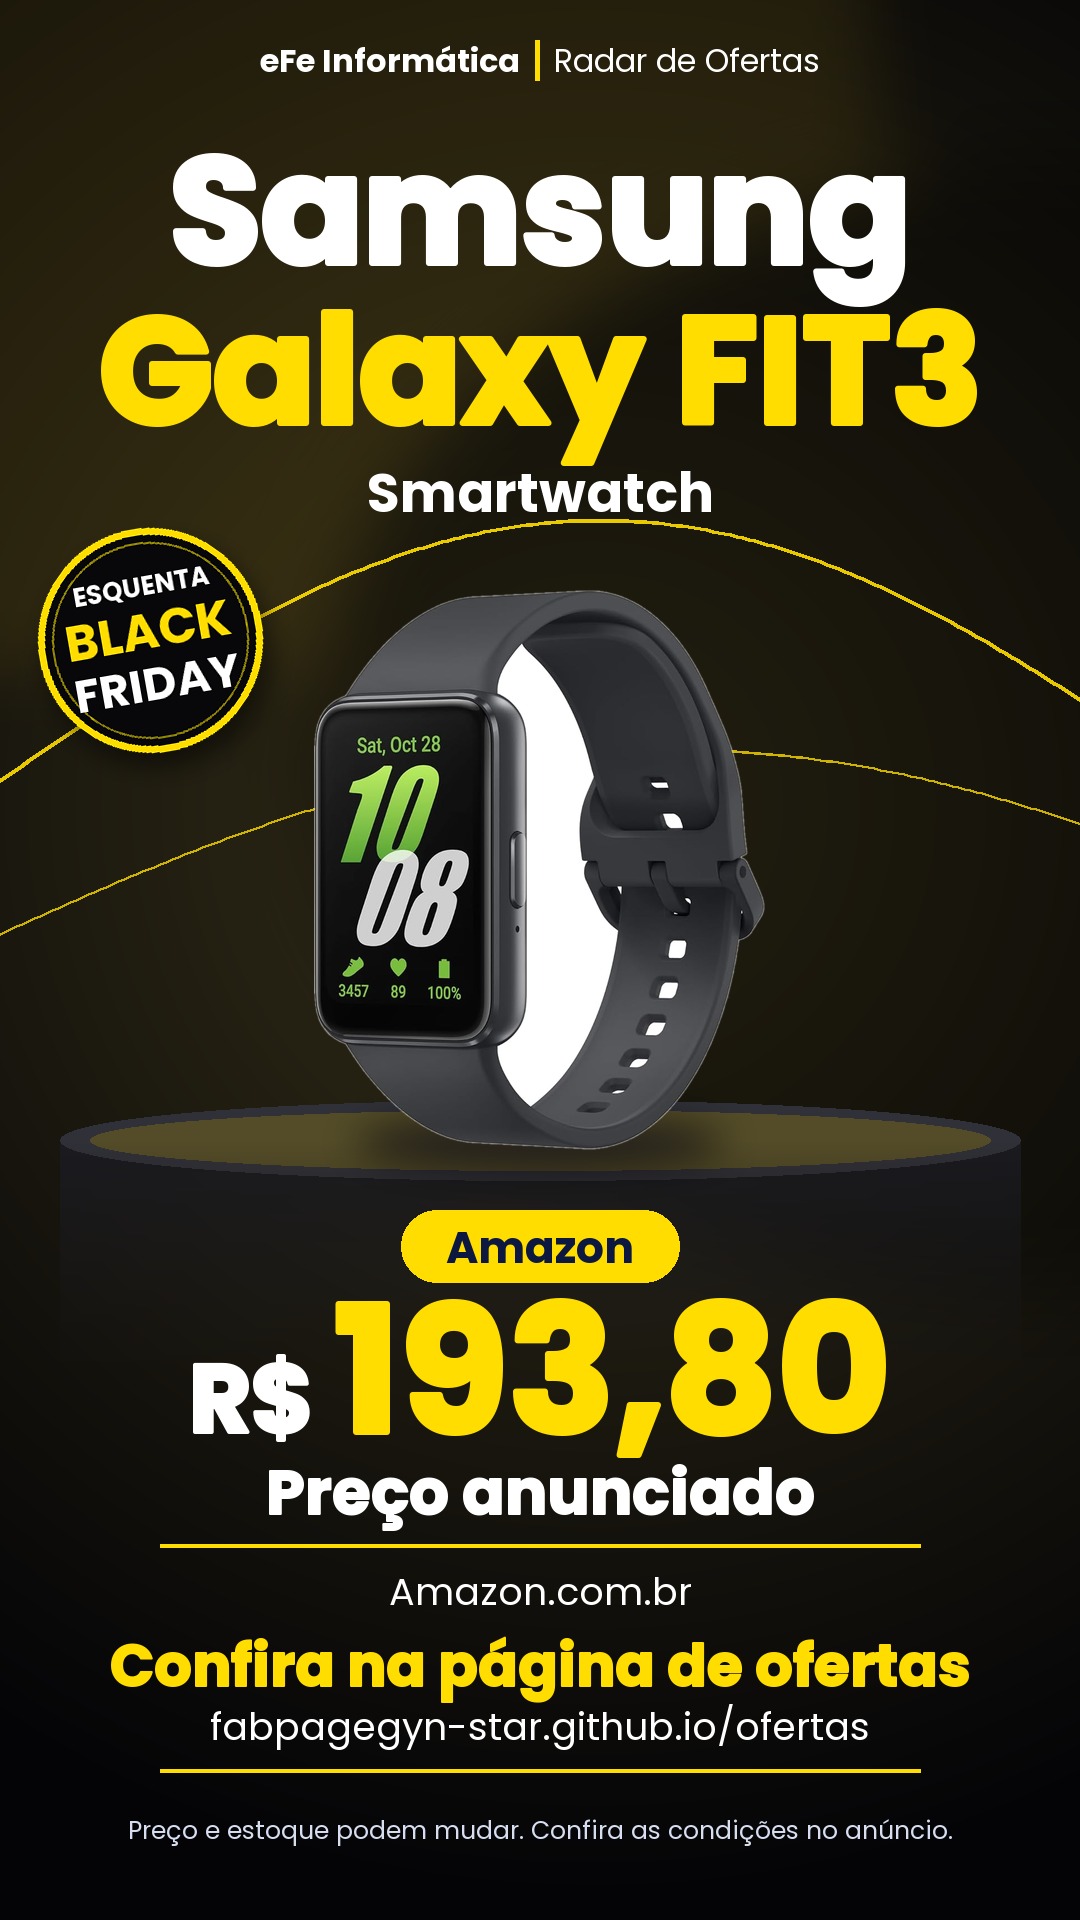 eFe Informática | Radar de Ofertas
Samsung
Galaxy FIT3
Smartwatch
ESQUENTA
BLACK
FRIDAY
Sat, Oct 28
10
08
3457 89 100%
Amazon
R$ 193,80
Preço anunciado
Amazon.com.br
Confira na página de ofertas
fabpagegyn-star.github.io/ofertas
Preço e estoque podem mudar. Confira as condições no anúncio.